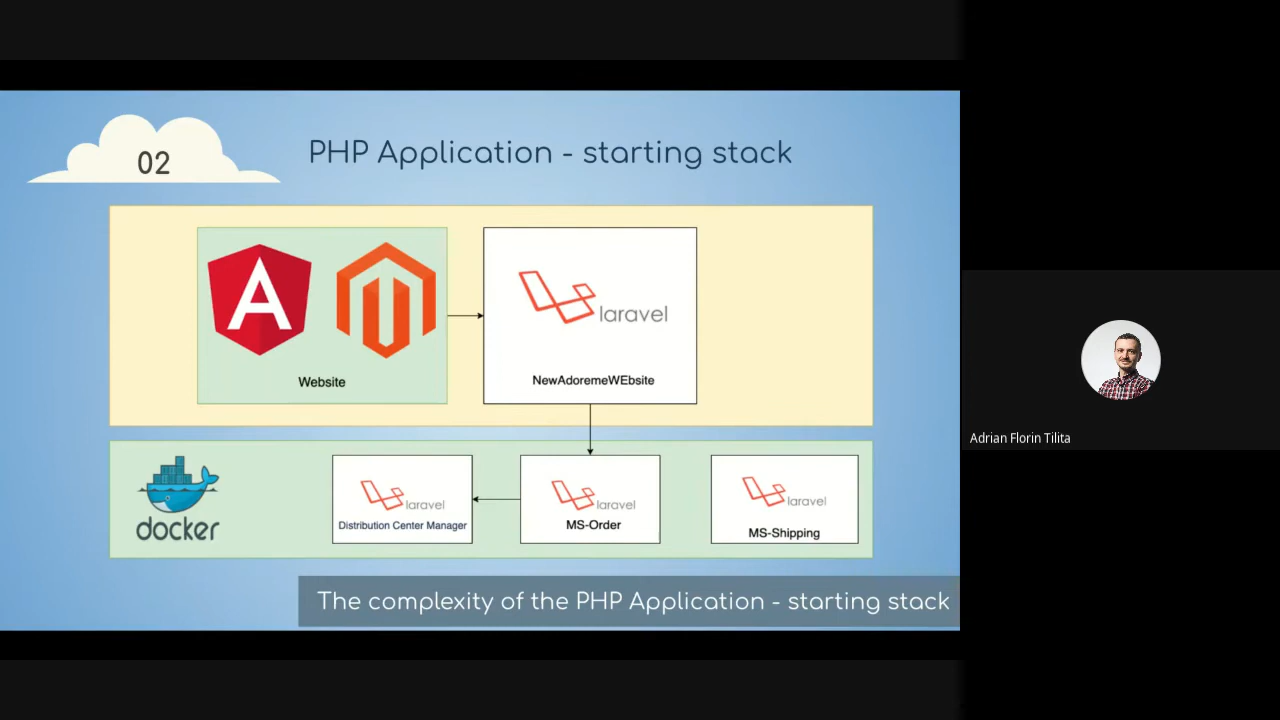 02
PHP Application - starting stack
Website
laravel
NewAdoremeWEbsite
docker
laravel
Distribution Center Manager
laravel
MS-Order
laravel
MS-Shipping
The complexity of the PHP Application - starting stack
Adrian Florin Tilita